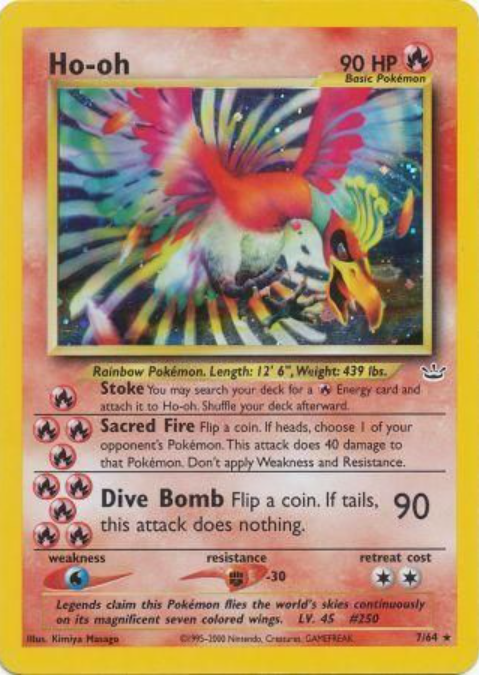 Ho-oh
90 HP
Basic Pokémon
Rainbow Pokémon. Length: 12' 6", Weight: 439 lbs.
Stoke You may search your deck for a Energy card and
attach it to Ho-oh. Shuffle your deck afterward.
Sacred Fire Flip a coin. If heads, choose 1 of your
opponent's Pokémon. This attack does 40 damage to
that Pokémon. Don't apply Weakness and Resistance.
Dive Bomb Flip a coin. If tails,
this attack does nothing.
90
weakness resistance retreat cost
-30
Legends claim this Pokémon flies the world's skies continuously
on its magnificent seven colored wings. LV. 45 #250
Illus. Kimiya Masago ©1995-2000 Nintendo, Creatures, GAMEFREAK. 7/64 ★